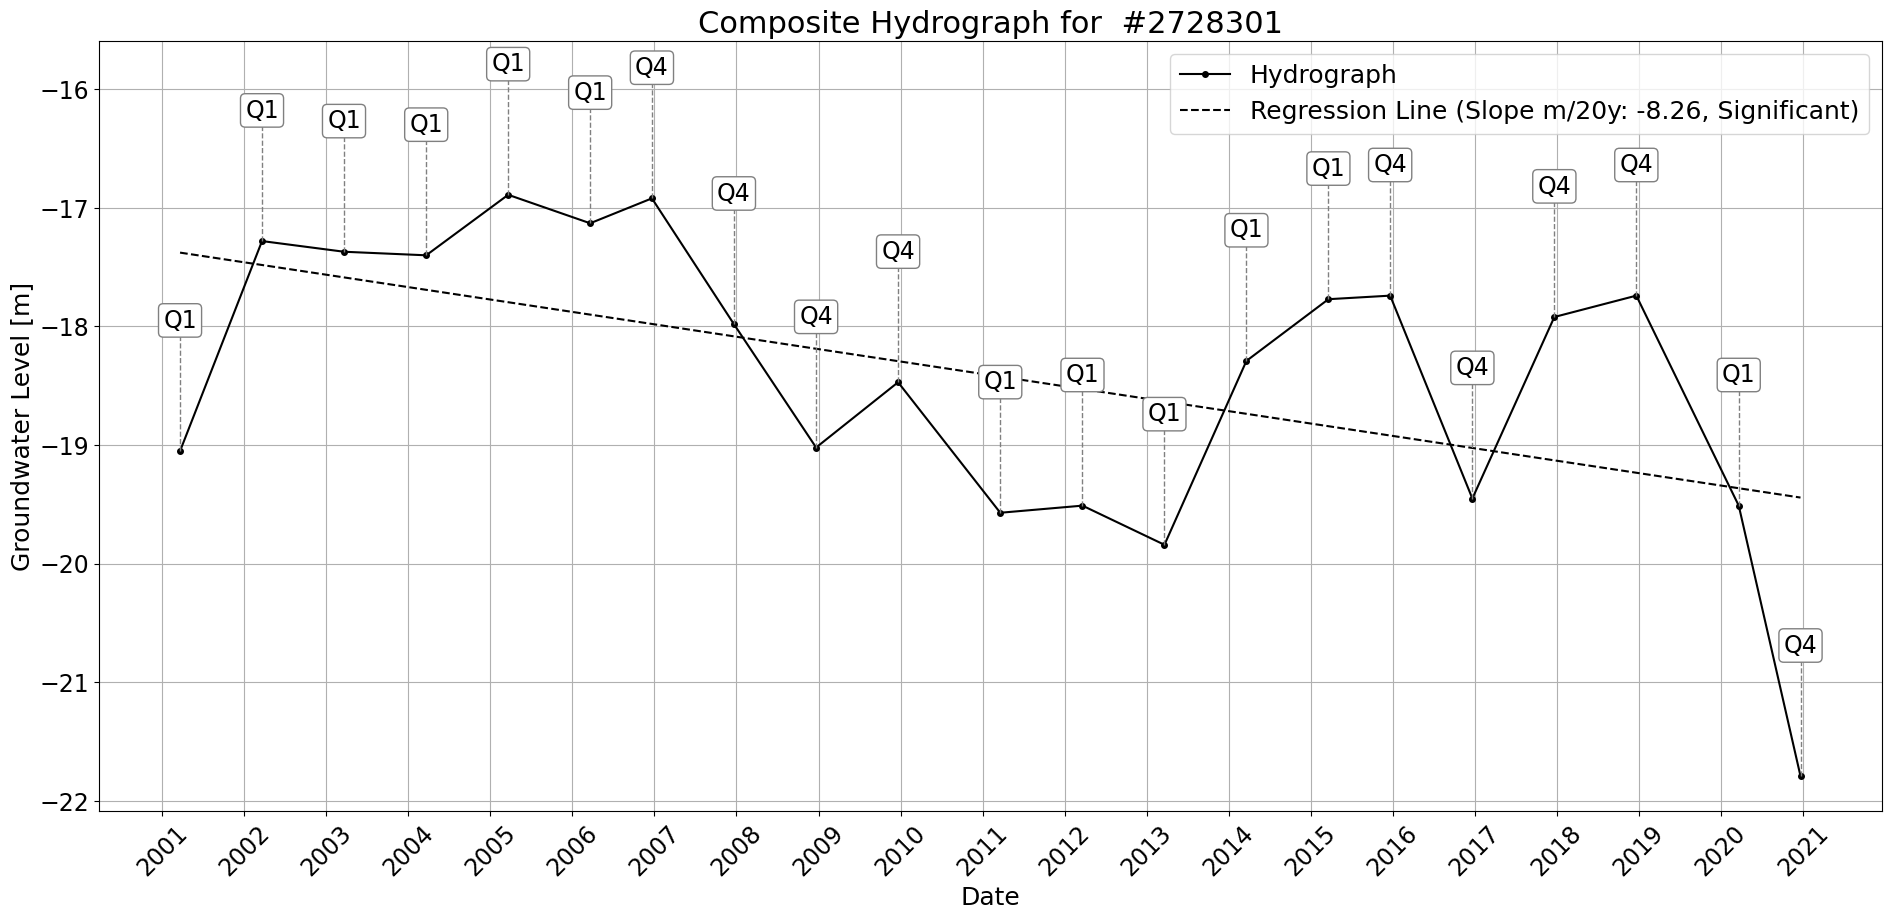 Composite Hydrograph for  #2728301
Hydrograph
Regression Line (Slope m/20y: -8.26, Significant)
Groundwater Level [m]
−16
−17
−18
−19
−20
−21
−22
Q1
Q1
Q1
Q1
Q1
Q1
Q4
Q4
Q4
Q4
Q1
Q1
Q1
Q1
Q1
Q4
Q4
Q4
Q4
Q1
Q4
2001
2002
2003
2004
2005
2006
2007
2008
2009
2010
2011
2012
2013
2014
2015
2016
2017
2018
2019
2020
2021
Date